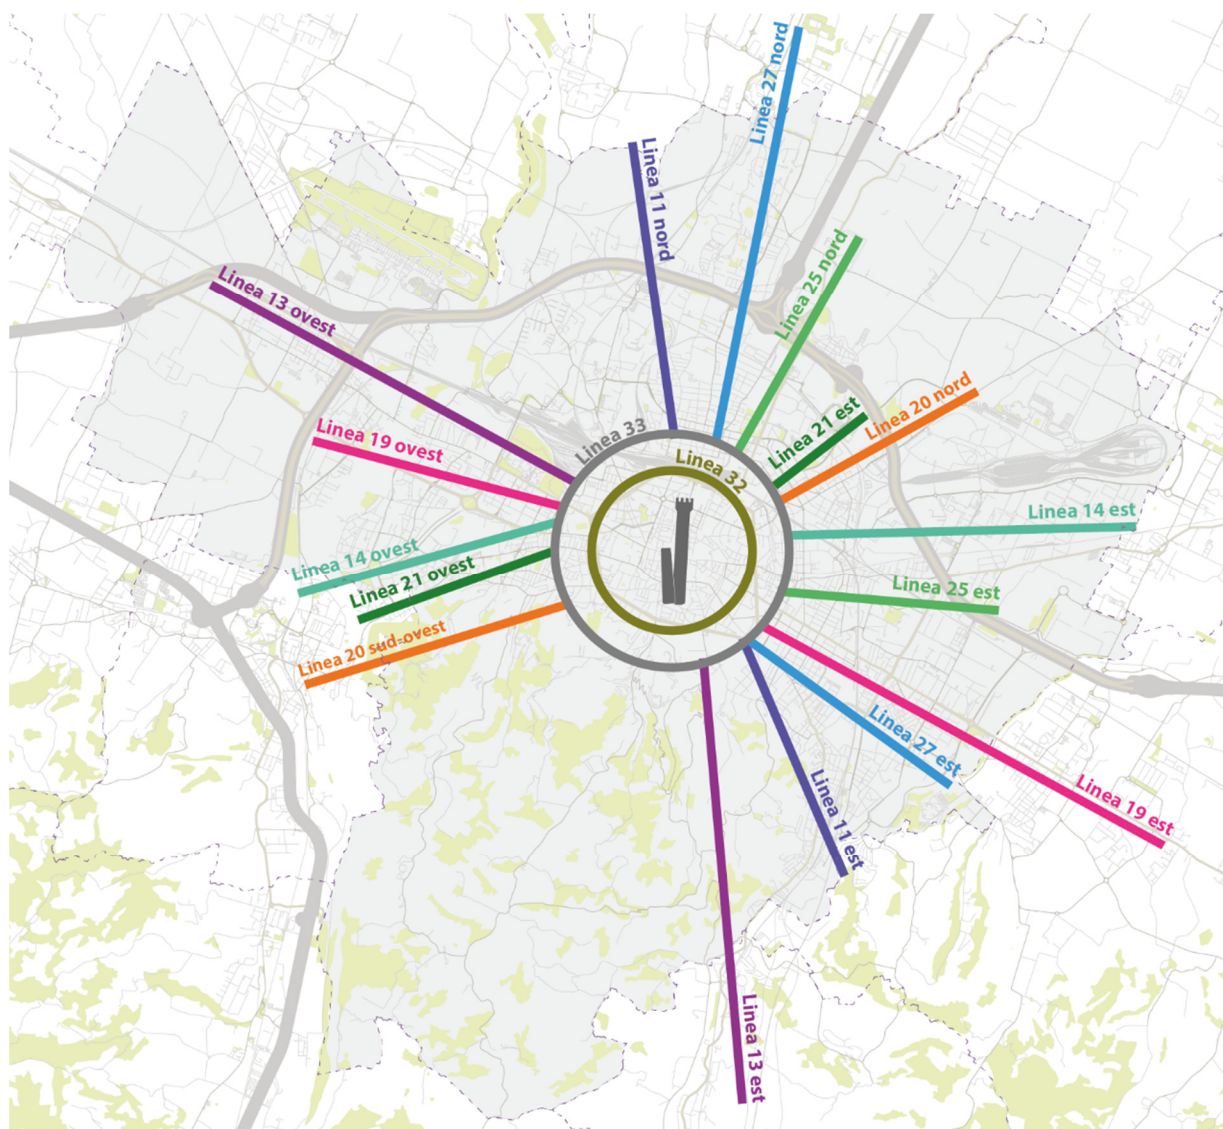 Linea 27 nord
Linea 11 nord
Linea 25 nord
Linea 13 ovest
Linea 20 nord
Linea 21 est
Linea 19 ovest
Linea 33
Linea 32
Linea 14 est
Linea 14 ovest
Linea 21 ovest
Linea 25 est
Linea 20 sud-ovest
Linea 27 est
Linea 19 est
Linea 11 est
Linea 13 est